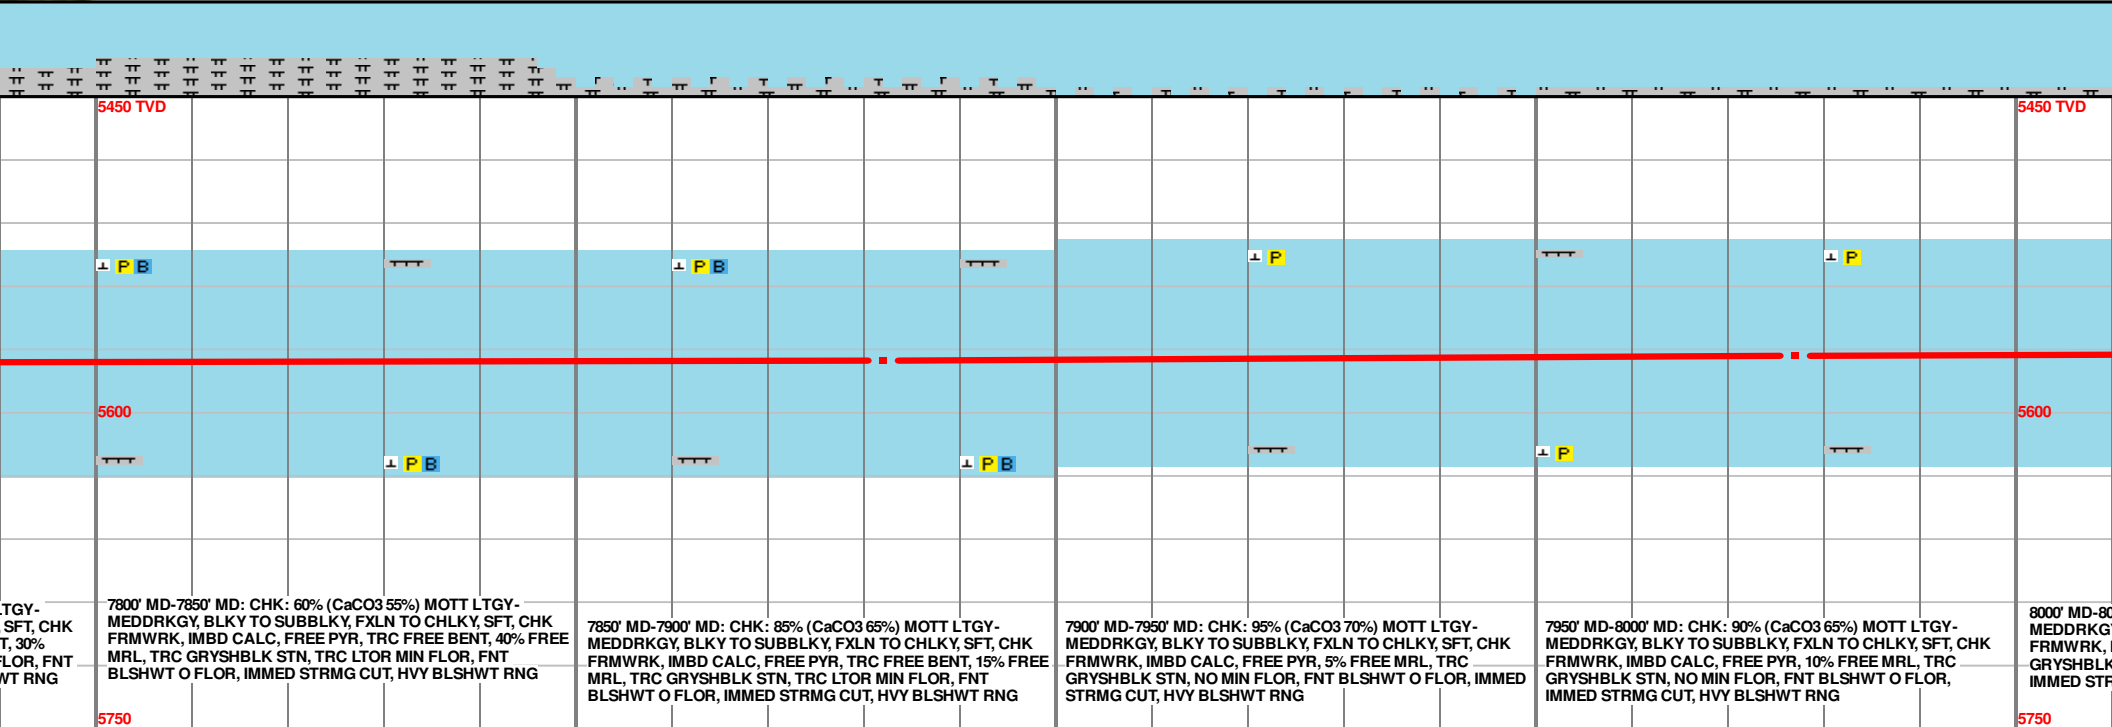 5450 TVD
5450 TVD
P B
P B
P
P
5600
5600
P B
P B
P
LTGY-
SFT, CHK
T, 30%
FLOR, FNT
WT RNG
7800' MD-7850' MD: CHK: 60% (CaCO3 55%) MOTT LTGY-
MEDDRKGY, BLKY TO SUBBLKY, FXLN TO CHLKY, SFT, CHK
FRMWRK, IMBD CALC, FREE PYR, TRC FREE BENT, 40% FREE
MRL, TRC GRYSHBLK STN, TRC LTOR MIN FLOR, FNT
BLSHWT O FLOR, IMMED STRMG CUT, HVY BLSHWT RNG
7850' MD-7900' MD: CHK: 85% (CaCO3 65%) MOTT LTGY-
MEDDRKGY, BLKY TO SUBBLKY, FXLN TO CHLKY, SFT, CHK
FRMWRK, IMBD CALC, FREE PYR, TRC FREE BENT, 15% FREE
MRL, TRC GRYSHBLK STN, TRC LTOR MIN FLOR, FNT
BLSHWT O FLOR, IMMED STRMG CUT, HVY BLSHWT RNG
7900' MD-7950' MD: CHK: 95% (CaCO3 70%) MOTT LTGY-
MEDDRKGY, BLKY TO SUBBLKY, FXLN TO CHLKY, SFT, CHK
FRMWRK, IMBD CALC, FREE PYR, 5% FREE MRL, TRC
GRYSHBLK STN, NO MIN FLOR, FNT BLSHWT O FLOR, IMMED
STRMG CUT, HVY BLSHWT RNG
7950' MD-8000' MD: CHK: 90% (CaCO3 65%) MOTT LTGY-
MEDDRKGY, BLKY TO SUBBLKY, FXLN TO CHLKY, SFT, CHK
FRMWRK, IMBD CALC, FREE PYR, 10% FREE MRL, TRC
GRYSHBLK STN, NO MIN FLOR, FNT BLSHWT O FLOR,
IMMED STRMG CUT, HVY BLSHWT RNG
8000' MD-80
MEDDRKGY
FRMWRK,
GRYSHBLK
IMMED STR
5750
5750